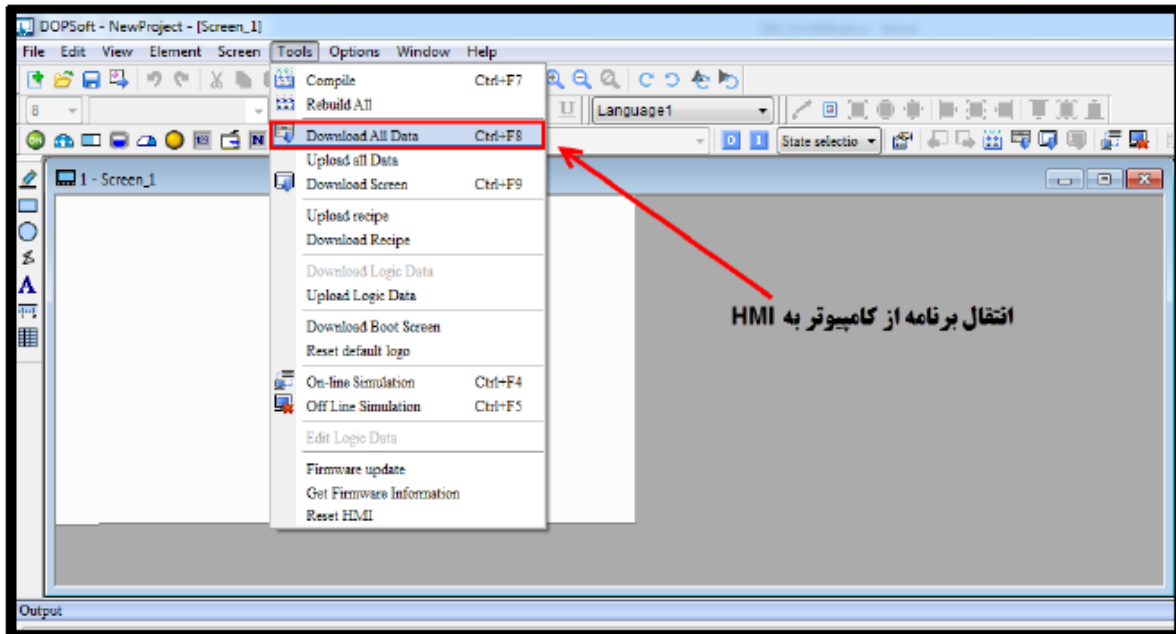 DOPSoft - NewProject - [Screen_1]
File Edit View Element Screen Tools Options Window Help
8
Language1
State selectio
1 - Screen_1
Compile Ctrl+F7
Rebuild All
Download All Data Ctrl+F8
Upload all Data
Download Screen Ctrl+F9
Upload recipe
Download Recipe
Download Logic Data
Upload Logic Data
Download Boot Screen
Reset default logo
On-line Simulation Ctrl+F4
Off Line Simulation Ctrl+F5
Edit Logic Data
Firmware update
Get Firmware Information
Reset HMI
انتقال برنامه از کامپیوتر به HMI
Output